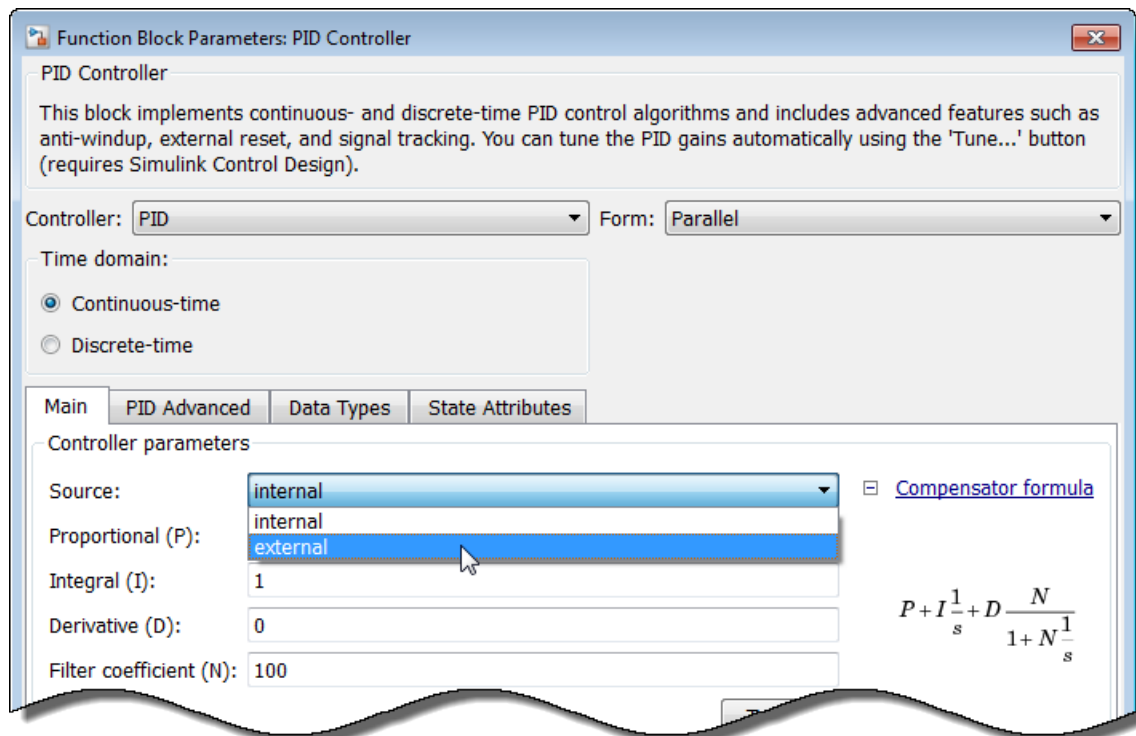 Function Block Parameters: PID Controller
PID Controller
This block implements continuous- and discrete-time PID control algorithms and includes advanced features such as
anti-windup, external reset, and signal tracking. You can tune the PID gains automatically using the 'Tune...' button
(requires Simulink Control Design).
Controller: PID Form: Parallel
Time domain:
Continuous-time
Discrete-time
Main PID Advanced Data Types State Attributes
Controller parameters
Source: internal Compensator formula
internal
Proportional (P):
external
Integral (I): 1
P + I 1/s + D N/(1 + N 1/s)
Derivative (D): 0
Filter coefficient (N): 100